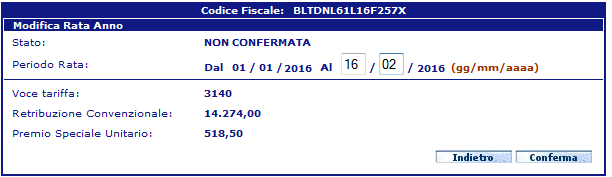 Codice Fiscale: BLTDNL61L16F257X
Modifica Rata Anno
Stato: NON CONFERMATA
Periodo Rata: Dal 01 / 01 / 2016 Al 16 / 02 / 2016 (gg/mm/aaaa)
Voce tariffa: 3140
Retribuzione Convenzionale: 14.274,00
Premio Speciale Unitario: 518,50
Indietro Conferma